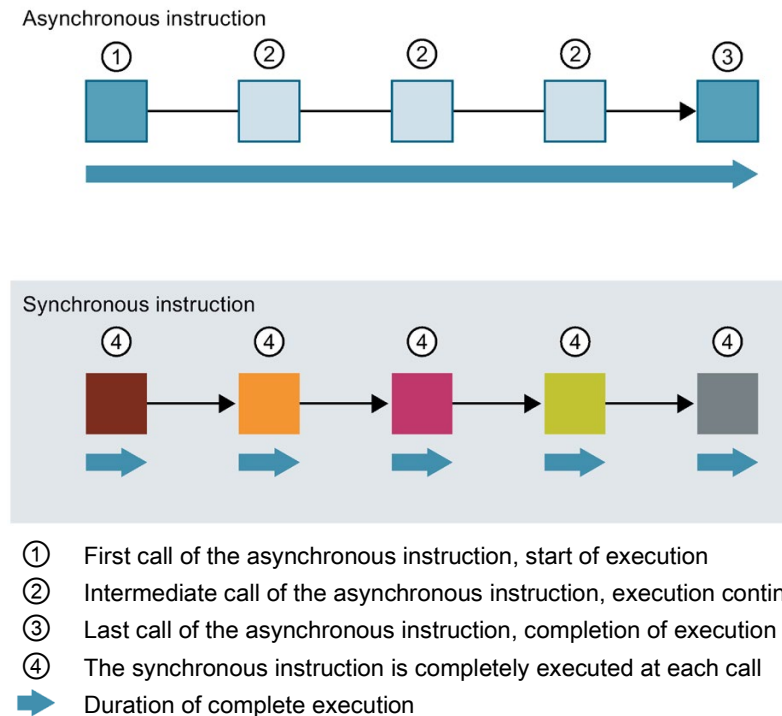 Asynchronous instruction
① ② ② ② ③
Synchronous instruction
④ ④ ④ ④ ④
① First call of the asynchronous instruction, start of execution
② Intermediate call of the asynchronous instruction, execution contin
③ Last call of the asynchronous instruction, completion of execution
④ The synchronous instruction is completely executed at each call
Duration of complete execution